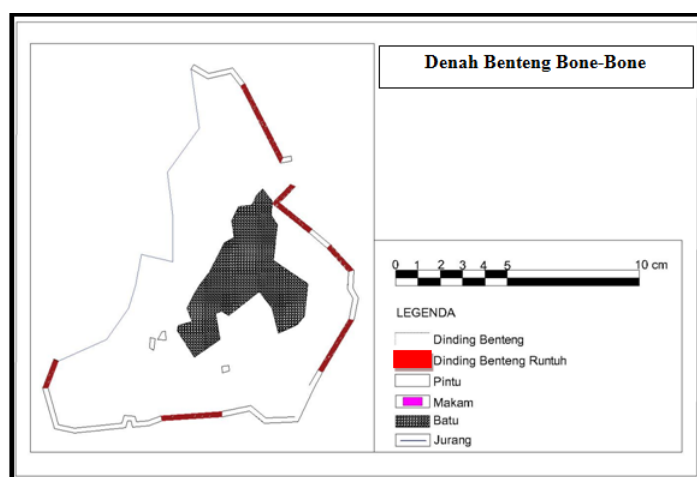 Denah Benteng Bone-Bone
0 1 2 3 4 5 10 cm
LEGENDA
Dinding Benteng
Dinding Benteng Runtuh
Pintu
Makam
Batu
Jurang